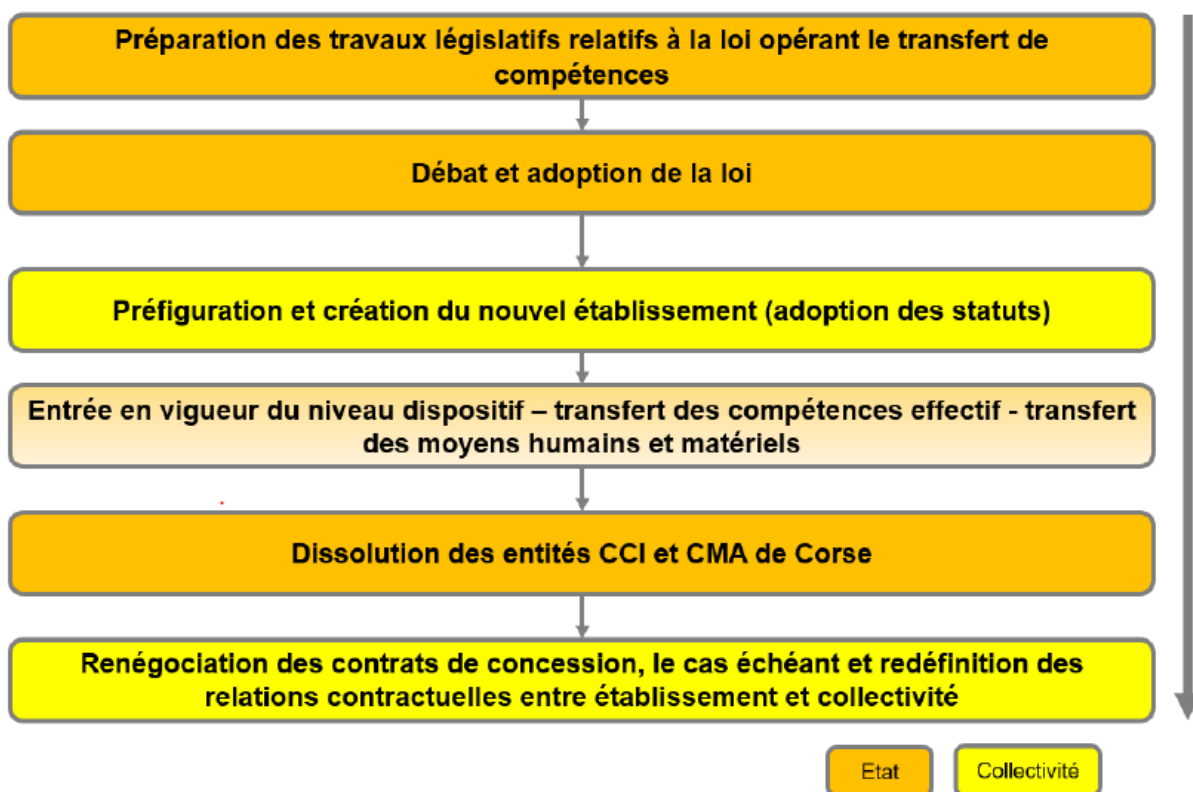 Préparation des travaux législatifs relatifs à la loi opérant le transfert de
compétences
Débat et adoption de la loi
Préfiguration et création du nouvel établissement (adoption des statuts)
Entrée en vigueur du niveau dispositif – transfert des compétences effectif - transfert
des moyens humains et matériels
Dissolution des entités CCI et CMA de Corse
Renégociation des contrats de concession, le cas échéant et redéfinition des
relations contractuelles entre établissement et collectivité
Etat
Collectivité